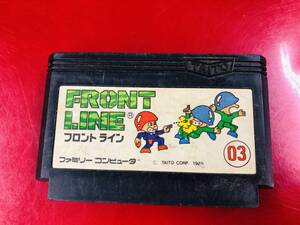 TAITO
FRONT
LINE®
フロント ライン
ファミリー コンピュータ
© TAITO CORP.
03